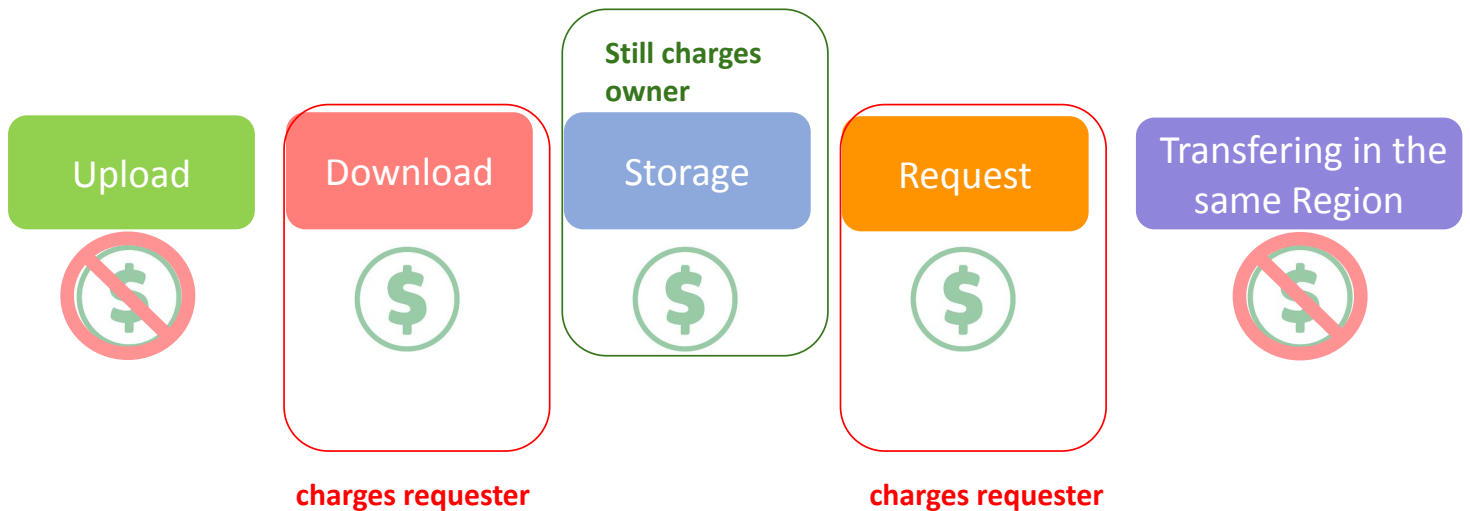 Still charges
owner
Upload
Download
Storage
Request
Transfering in the
same Region
$
$
$
$
$
charges requester
charges requester